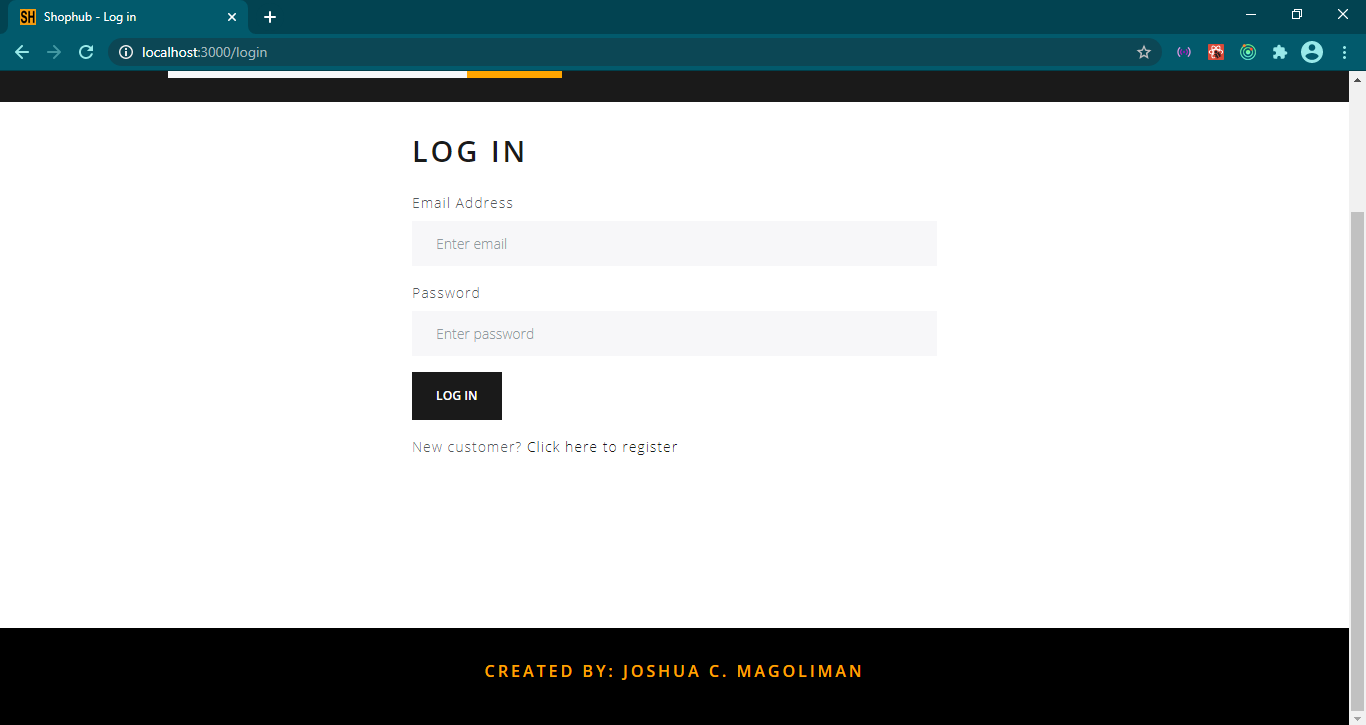 SH Shophub - Log in
localhost:3000/login
LOG IN
Email Address
Enter email
Password
Enter password
LOG IN
New customer? Click here to register
CREATED BY: JOSHUA C. MAGOLIMAN